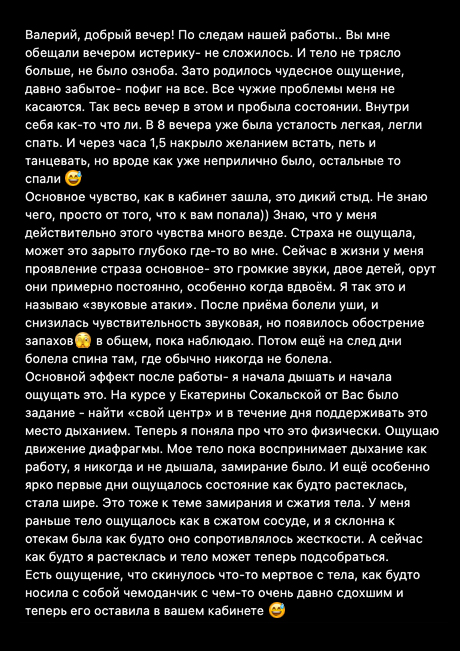 Валерий, добрый вечер! По следам нашей работы.. Вы мне
обещали вечером истерику- не сложилось. И тело не трясло
больше, не было озноба. Зато родилось чудесное ощущение,
давно забытое- пофиг на все. Все чужие проблемы меня не
касаются. Так весь вечер в этом и пробыла состоянии. Внутри
себя как-то что ли. В 8 вечера уже была усталость легкая, легли
спать. И через часа 1,5 накрыло желанием встать, петь и
танцевать, но вроде как уже неприлично было, остальные то
спали 😅
Основное чувство, как в кабинет зашла, это дикий стыд. Не знаю
чего, просто от того, что к вам попала)) Знаю, что у меня
действительно этого чувства много везде. Страха не ощущала,
может это зарыто глубоко где-то во мне. Сейчас в жизни у меня
проявление страза основное- это громкие звуки, двое детей, орут
они примерно постоянно, особенно когда вдвоём. Я так это и
называю «звуковые атаки». После приёма болели уши, и
снизилась чувствительность звуковая, но появилось обострение
запахов🫣 в общем, пока наблюдаю. Потом ещё на след дни
болела спина там, где обычно никогда не болела.
Основной эффект после работы- я начала дышать и начала
ощущать это. На курсе у Екатерины Сокальской от Вас было
задание - найти «свой центр» и в течение дня поддерживать это
место дыханием. Теперь я поняла про что это физически. Ощущаю
движение диафрагмы. Мое тело пока воспринимает дыхание как
работу, я никогда и не дышала, замирание было. И ещё особенно
ярко первые дни ощущалось состояние как будто растеклась,
стала шире. Это тоже к теме замирания и сжатия тела. У меня
раньше тело ощущалось как в сжатом сосуде, и я склонна к
отекам была как будто оно сопротивлялось жесткости. А сейчас
как будто я растеклась и тело может теперь подсобраться.
Есть ощущение, что скинулось что-то мертвое с тела, как будто
носила с собой чемоданчик с чем-то очень давно сдохшим и
теперь его оставила в вашем кабинете 😅